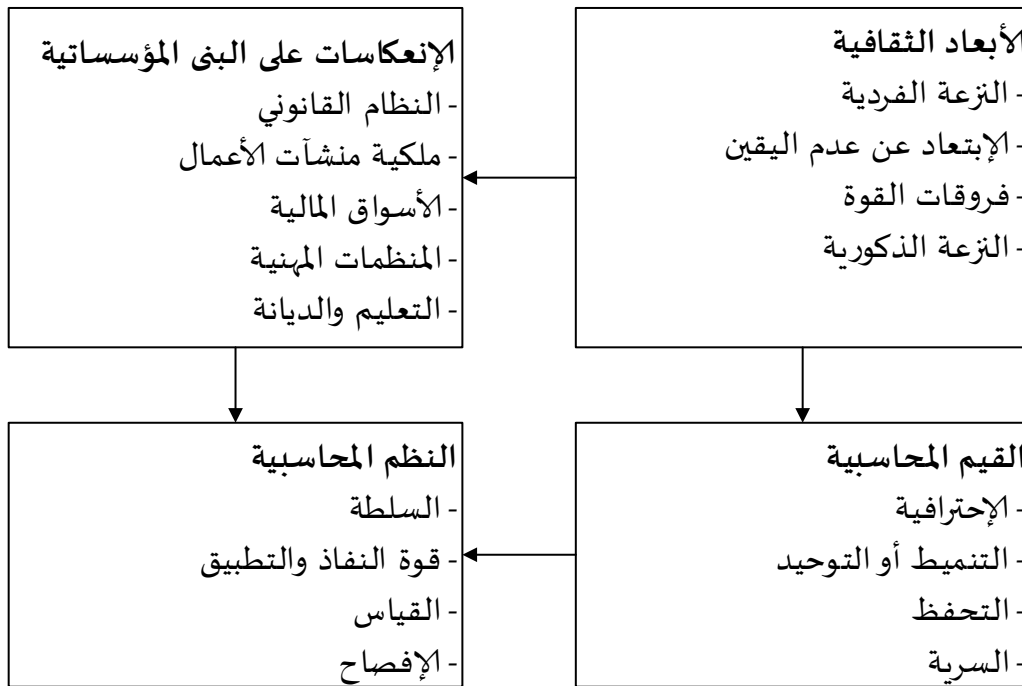 الأبعاد الثقافية
- النزعة الفردية
- الإبتعاد عن عدم اليقين
- فروقات القوة
- النزعة الذكورية
الإنعكاسات على البنى المؤسساتية
- النظام القانوني
- ملكية منشآت الأعمال
- الأسواق المالية
- المنظمات المهنية
- التعليم والديانة
القيم المحاسبية
- الإحترافية
- التنميط أو التوحيد
- التحفظ
- السرية
النظم المحاسبية
- السلطة
- قوة النفاذ والتطبيق
- القياس
- الإفصاح